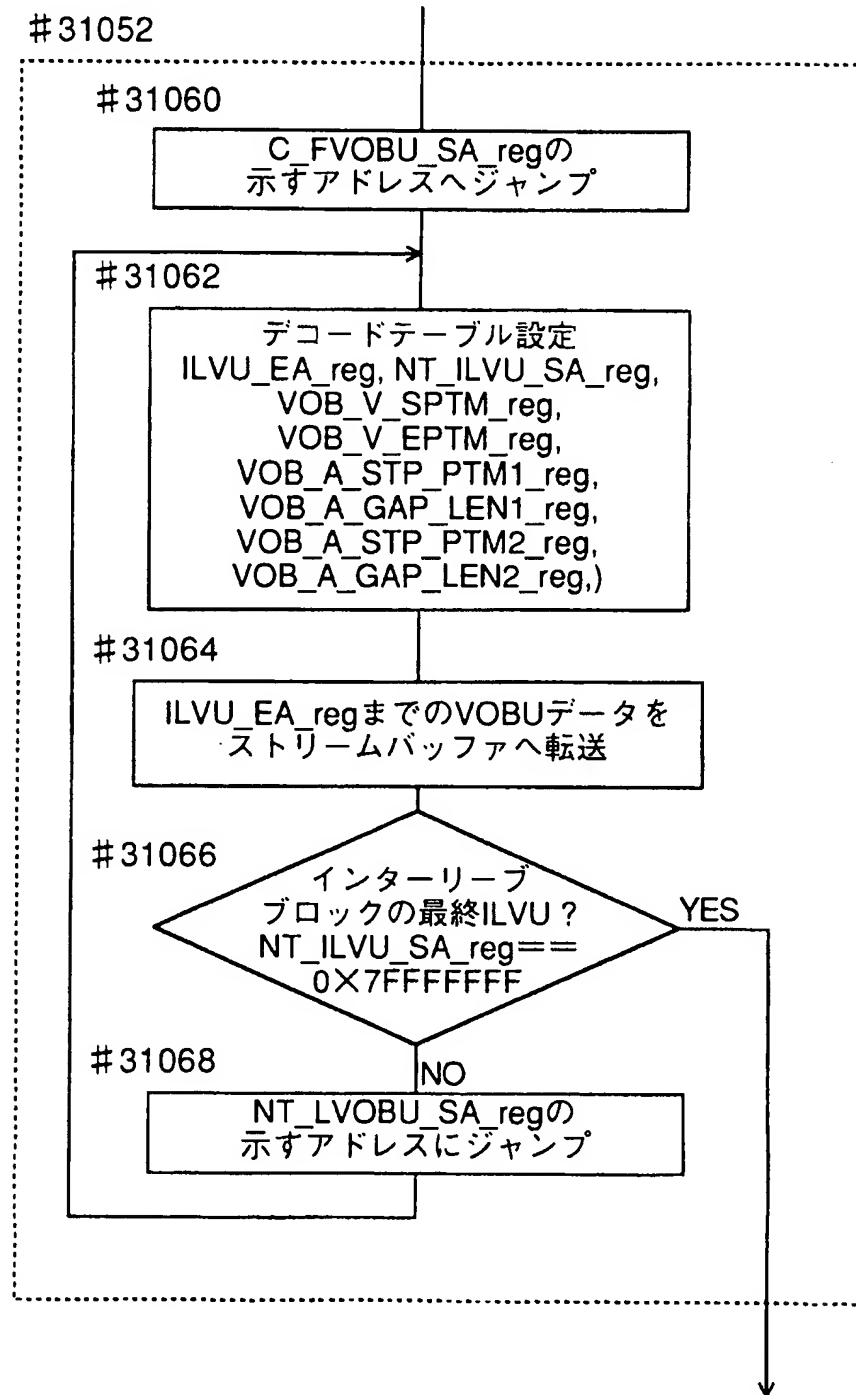 #31052
#31060
C_FVOBU_SA_regの
示すアドレスへジャンプ
#31062
デコードテーブル設定
ILVU_EA_reg, NT_ILVU_SA_reg,
VOB_V_SPTM_reg,
VOB_V_EPTM_reg,
VOB_A_STP_PTM1_reg,
VOB_A_GAP_LEN1_reg,
VOB_A_STP_PTM2_reg,
VOB_A_GAP_LEN2_reg,)
#31064
ILVU_EA_regまでのVOBUデータを
ストリームバッファへ転送
#31066
インターリーブ
ブロックの最終ILVU?
NT_ILVU_SA_reg==
0×7FFFFFFF
YES
#31068
NO
NT_LVOBU_SA_regの
示すアドレスにジャンプ